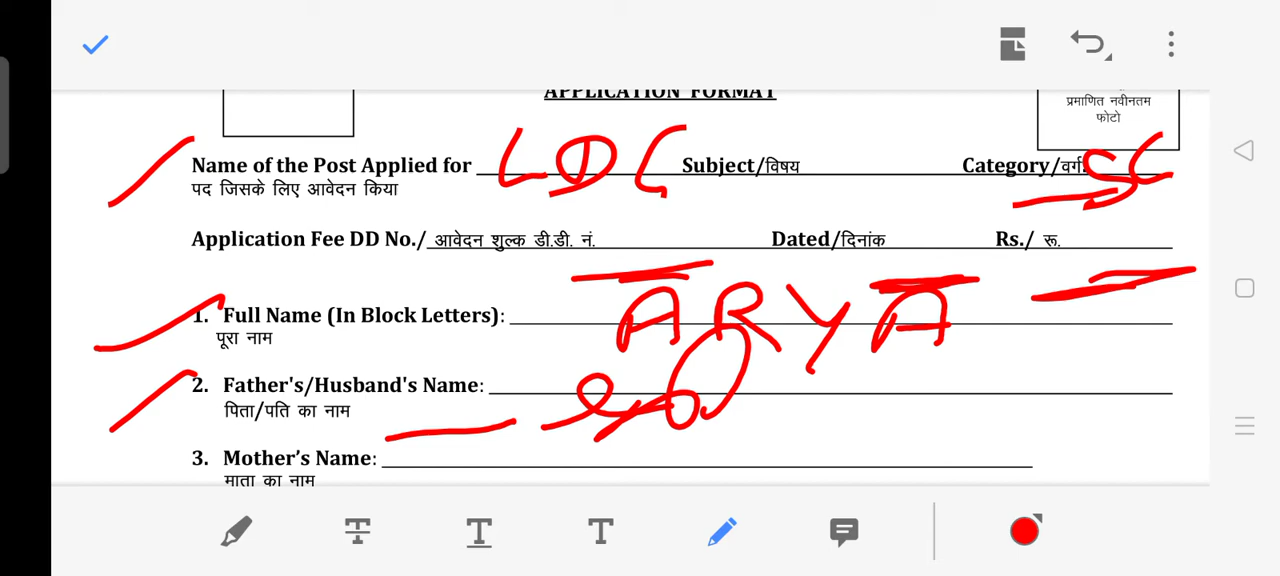 APPLICATION FORMAT
प्रमाणित नवीनतम
फोटो
Name of the Post Applied for LDC Subject/विषय Category/वर्ग: SC
पद जिसके लिए आवेदन किया
Application Fee DD No./ आवेदन शुल्क डी.डी. नं. Dated/दिनांक Rs./ रू.
1. Full Name (In Block Letters): ARYA
पूरा नाम
2. Father's/Husband's Name:
पिता/पति का नाम
3. Mother's Name:
माता का नाम